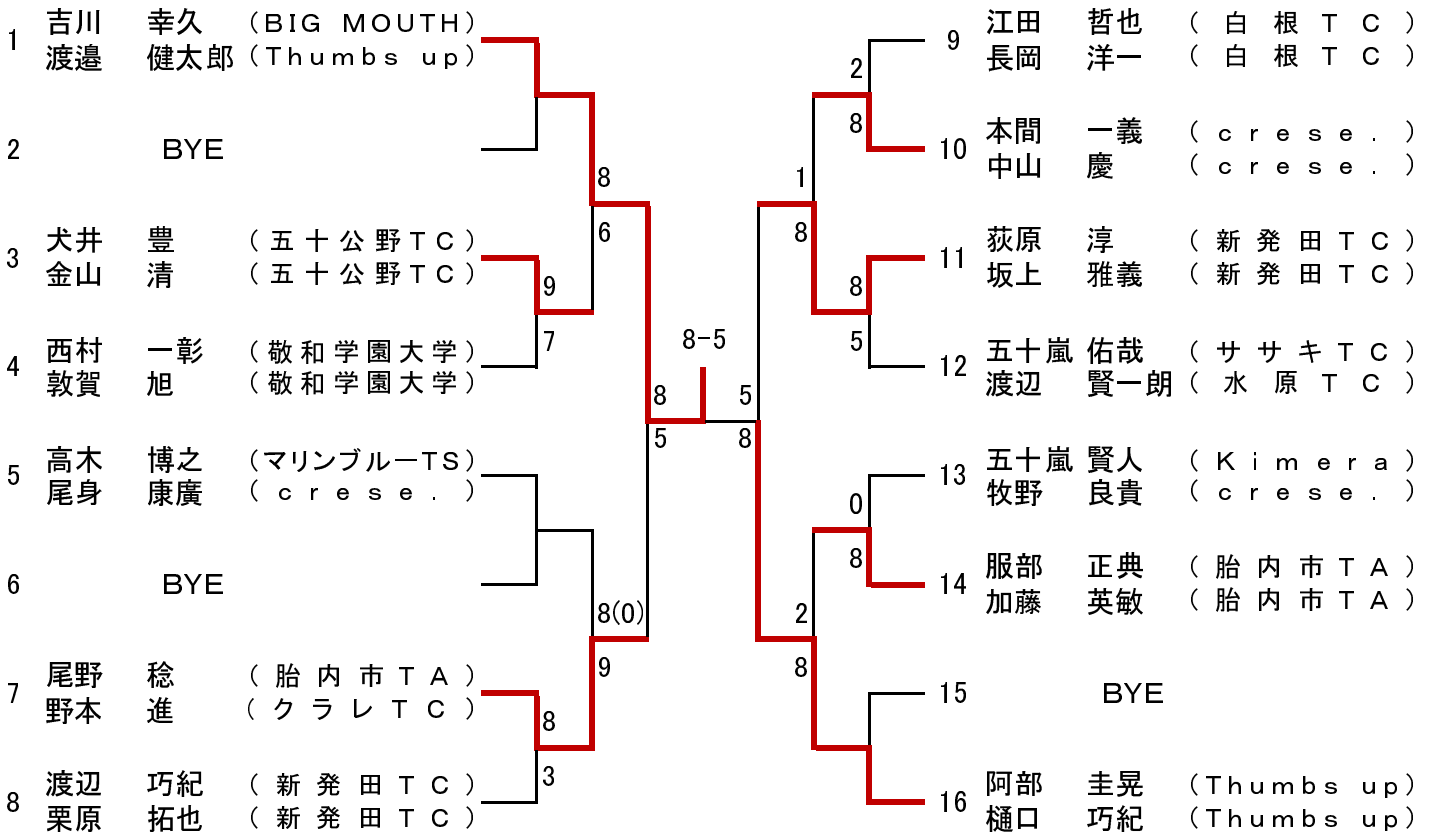 1 吉川 幸久 (BIG MOUTH)
渡邉 健太郎 (Thumbs up)
2 BYE
3 犬井 豊 (五十公野TC)
金山 清 (五十公野TC)
4 西村 一彰 (敬和学園大学)
敦賀 旭 (敬和学園大学)
5 高木 博之 (マリンブルーTS)
尾身 康廣 (crese.)
6 BYE
7 尾野 稔 (胎内市TA)
野本 進 (クラレTC)
8 渡辺 巧紀 (新発田TC)
栗原 拓也 (新発田TC)
8
6
9
7
8(0)
9
8
3
8
5
8-5
5
8
1
8
2
8
2
8
8
5
0
8
9 江田 哲也 (白根TC)
長岡 洋一 (白根TC)
10 本間 一義 (crese.)
中山 慶 (crese.)
11 荻原 淳 (新発田TC)
坂上 雅義 (新発田TC)
12 五十嵐 佑哉 (ササキTC)
渡辺 賢一朗 (水原TC)
13 五十嵐 賢人 (Kimera)
牧野 良貴 (crese.)
14 服部 正典 (胎内市TA)
加藤 英敏 (胎内市TA)
15 BYE
16 阿部 圭晃 (Thumbs up)
樋口 巧紀 (Thumbs up)